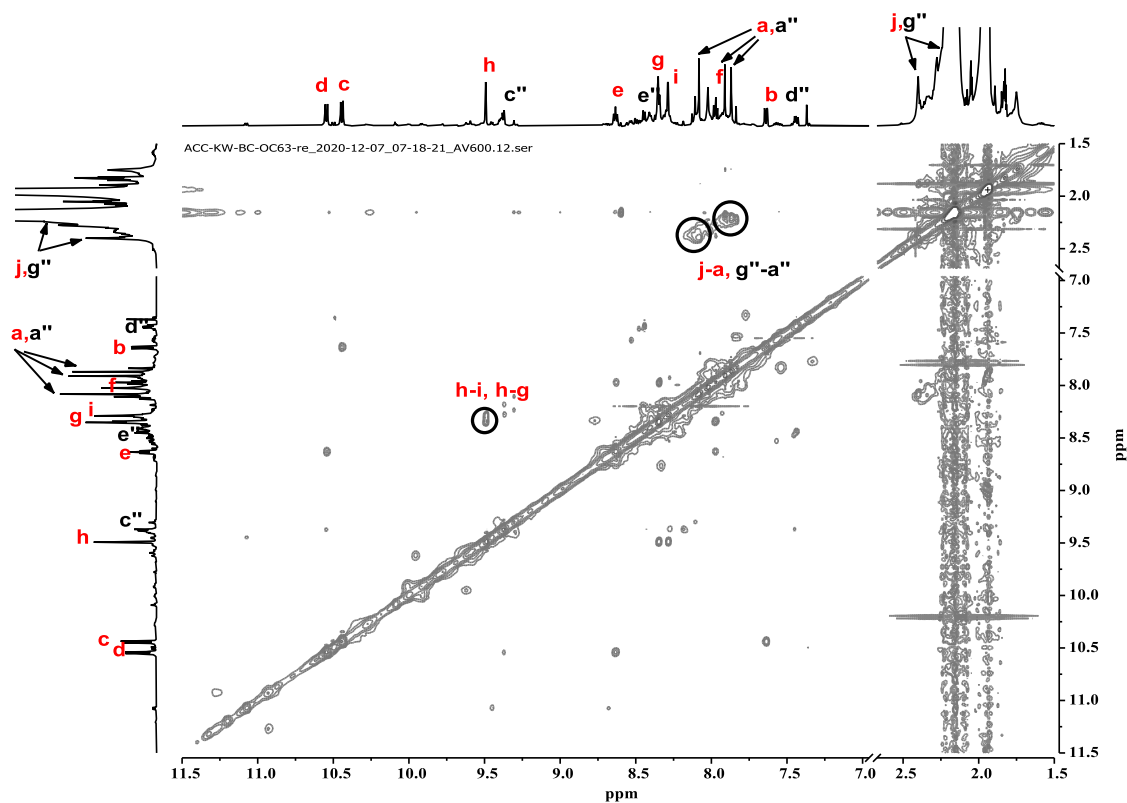 a,a"
j,g"
h
g
d
c
i
f
c"
e
e"
b
d"
ACC-KW-BC-OC63-re_2020-12-07_07-18-21_AV600.12.ser
1.5
2.0
2.5
7.0
7.5
8.0
8.5
9.0
9.5
10.0
10.5
11.0
11.5
ppm
j,g"
a,a"
d"
b
f
i
g
e"
e
c"
h
c
d
j-a, g"-a"
h-i, h-g
11.5 11.0 10.5 10.0 9.5 9.0 8.5 8.0 7.5 7.0 2.5 2.0 1.5
ppm